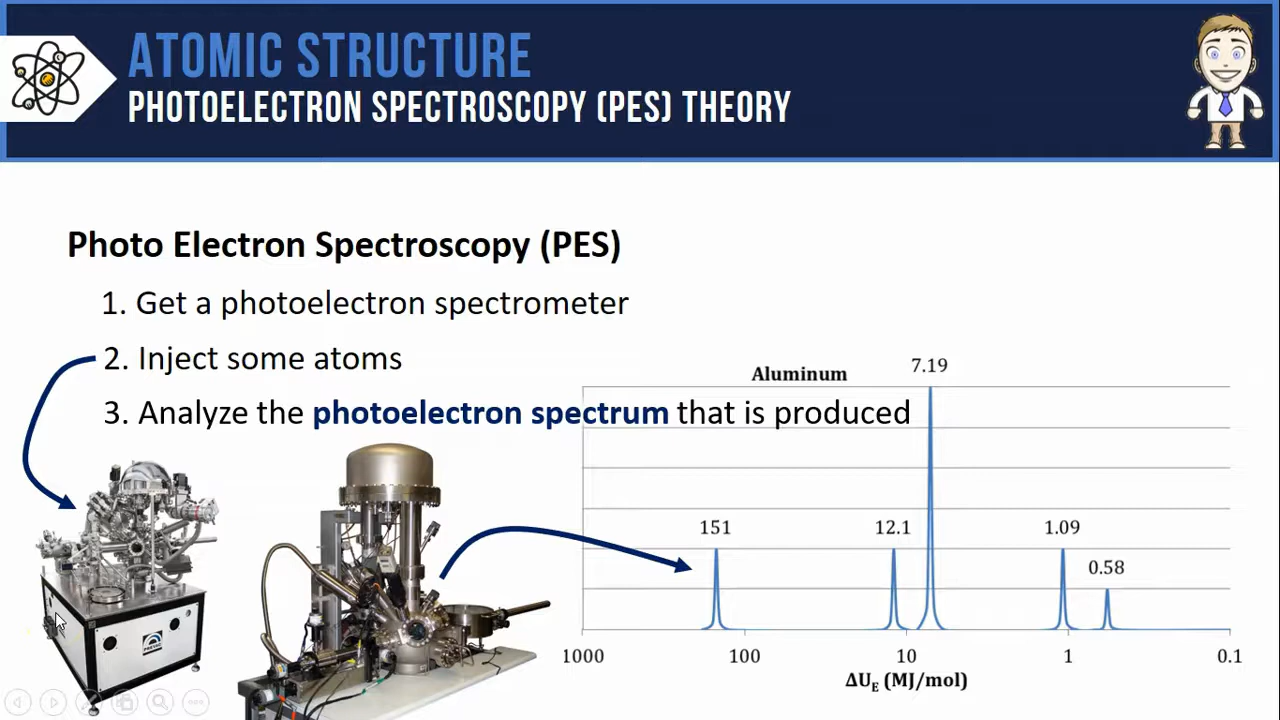 ATOMIC STRUCTURE
PHOTOELECTRON SPECTROSCOPY (PES) THEORY
Photo Electron Spectroscopy (PES)
1. Get a photoelectron spectrometer
2. Inject some atoms
3. Analyze the photoelectron spectrum that is produced
Aluminum
7.19
151
12.1
1.09
0.58
1000
100
10
1
0.1
ΔU_E (MJ/mol)
PREVAC